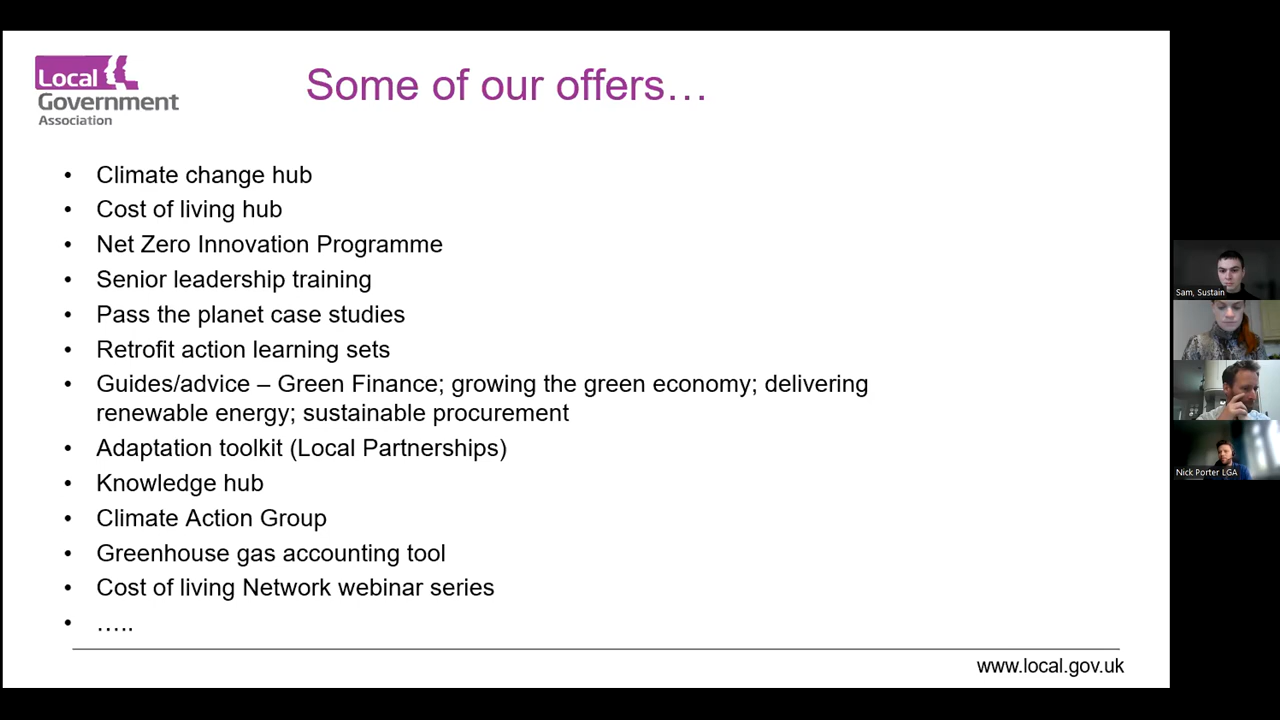 Local
Government
Association
Some of our offers…
• Climate change hub
• Cost of living hub
• Net Zero Innovation Programme
• Senior leadership training
• Pass the planet case studies
• Retrofit action learning sets
• Guides/advice – Green Finance; growing the green economy; delivering
renewable energy; sustainable procurement
• Adaptation toolkit (Local Partnerships)
• Knowledge hub
• Climate Action Group
• Greenhouse gas accounting tool
• Cost of living Network webinar series
• …..
www.local.gov.uk
Sam, Sustain
Nick Porter LGA